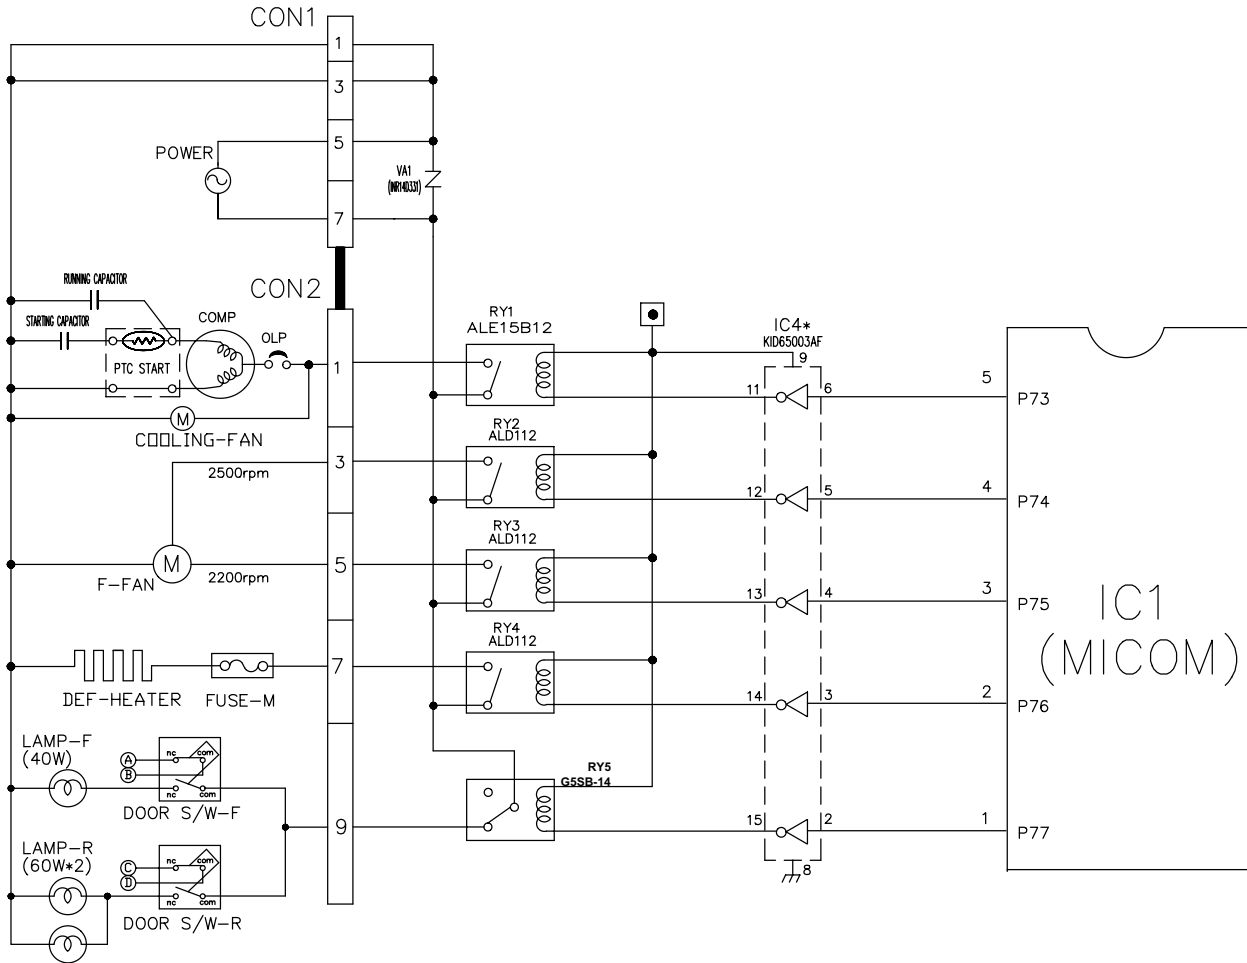 CON1
1
3
5
7
POWER
VA1
(INR14D331)
CON2
RUNNING CAPACITOR
STARTING CAPACITOR
PTC START
COMP
OLP
1
M
COOLING-FAN
2500rpm
3
M
F-FAN
2200rpm
5
DEF-HEATER
FUSE-M
7
LAMP-F
(40W)
A
B
nc
com
nc
com
DOOR S/W-F
9
LAMP-R
(60W*2)
C
D
nc
com
nc
com
DOOR S/W-R
RY1
ALE15B12
RY2
ALD112
RY3
ALD112
RY4
ALD112
RY5
G5SB-14
IC4*
KID65003AF
9
11
6
12
5
13
4
14
3
15
2
8
5
P73
4
P74
3
P75
2
P76
1
P77
IC1
(MICOM)